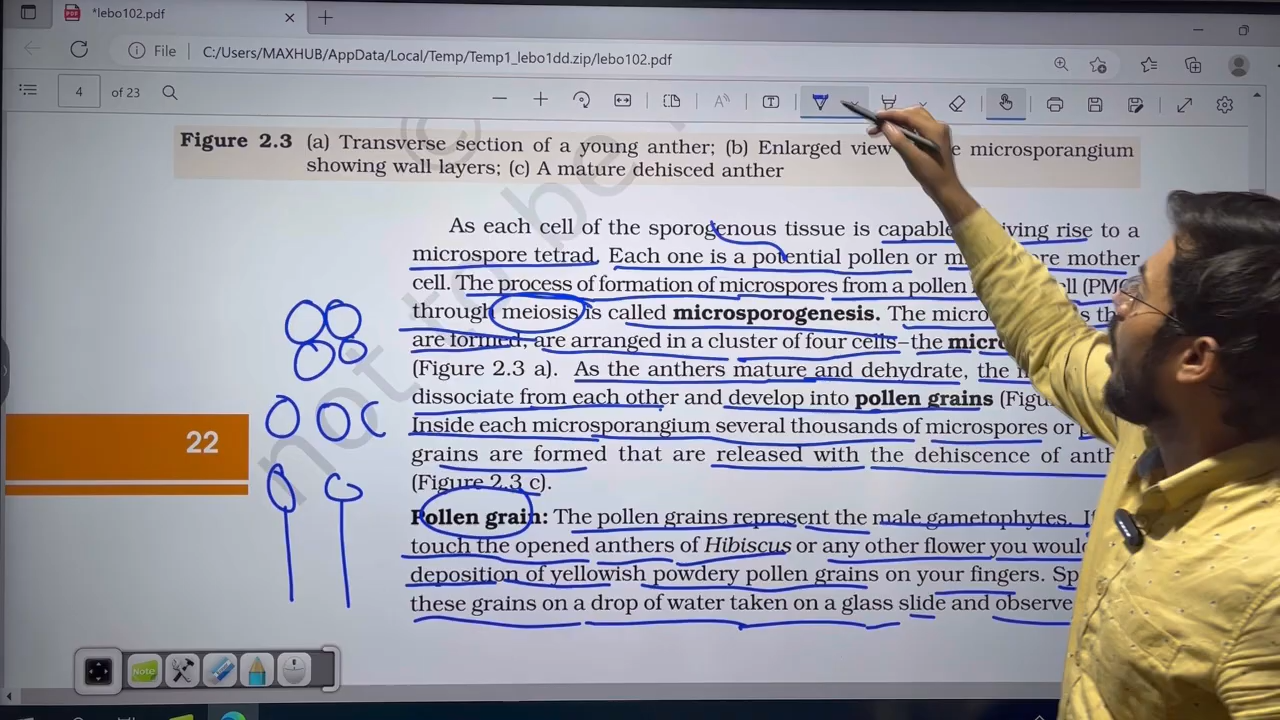 *lebo102.pdf
File C:/Users/MAXHUB/AppData/Local/Temp/Temp1_lebo1dd.zip/lebo102.pdf
4 of 23
Figure 2.3 (a) Transverse section of a young anther; (b) Enlarged view microsporangium
showing wall layers; (c) A mature dehisced anther
As each cell of the sporogenous tissue is capable iving rise to a
microspore tetrad. Each one is a potential pollen or mother
cell. The process of formation of microspores from a pollen (PMC
through meiosis is called microsporogenesis. The
are formed, are arranged in a cluster of four cells–the
(Figure 2.3 a). As the anthers mature and dehydrate, the
dissociate from each other and develop into pollen grains
Inside each microsporangium several thousands of microspores or
grains are formed that are released with the dehiscence of
(Figure 2.3 c).
22
Pollen grain: The pollen grains represent the male gametophytes.
touch the opened anthers of Hibiscus or any other flower you would
deposition of yellowish powdery pollen grains on your fingers.
these grains on a drop of water taken on a glass slide and observe
not to be
Note